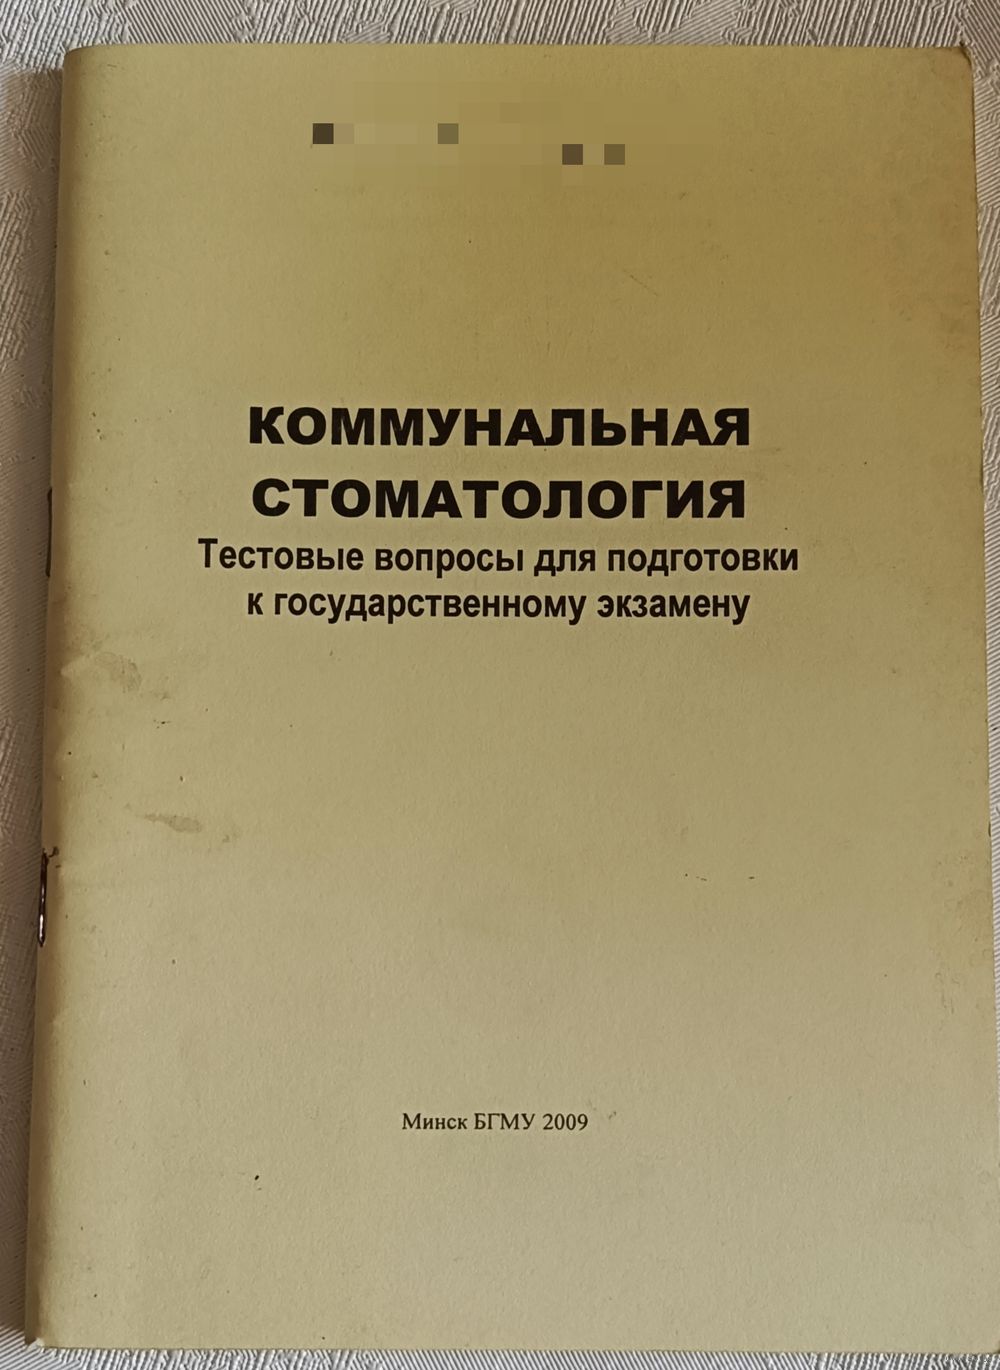 КОММУНАЛЬНАЯ
СТОМАТОЛОГИЯ
Тестовые вопросы для подготовки
к государственному экзамену
Минск БГМУ 2009